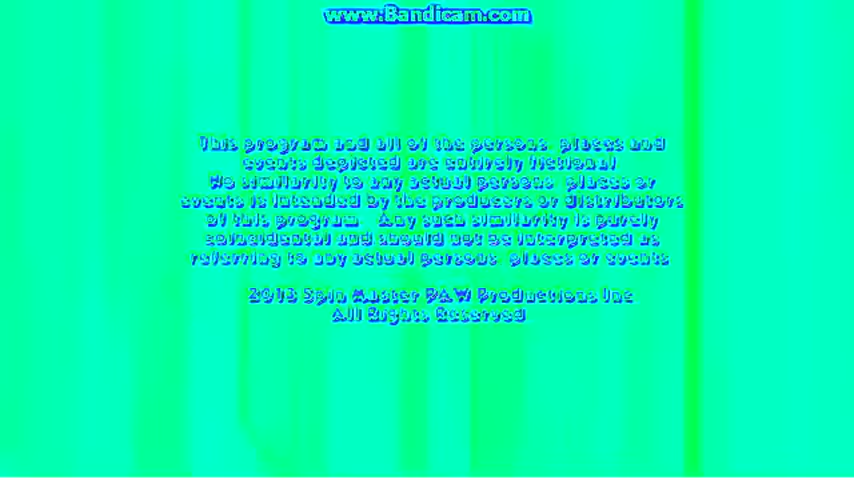 www.Bandicam.com
This program and all of the persons, places and
events depicted are entirely fictional
No similarity to any actual persons, places or
events is intended by the producers or distributors
of this program. Any such similarity is purely
coincidental and should not be interpreted as
referring to any actual persons, places or events
2013 Spin Master PAW Productions Inc
All Rights Reserved